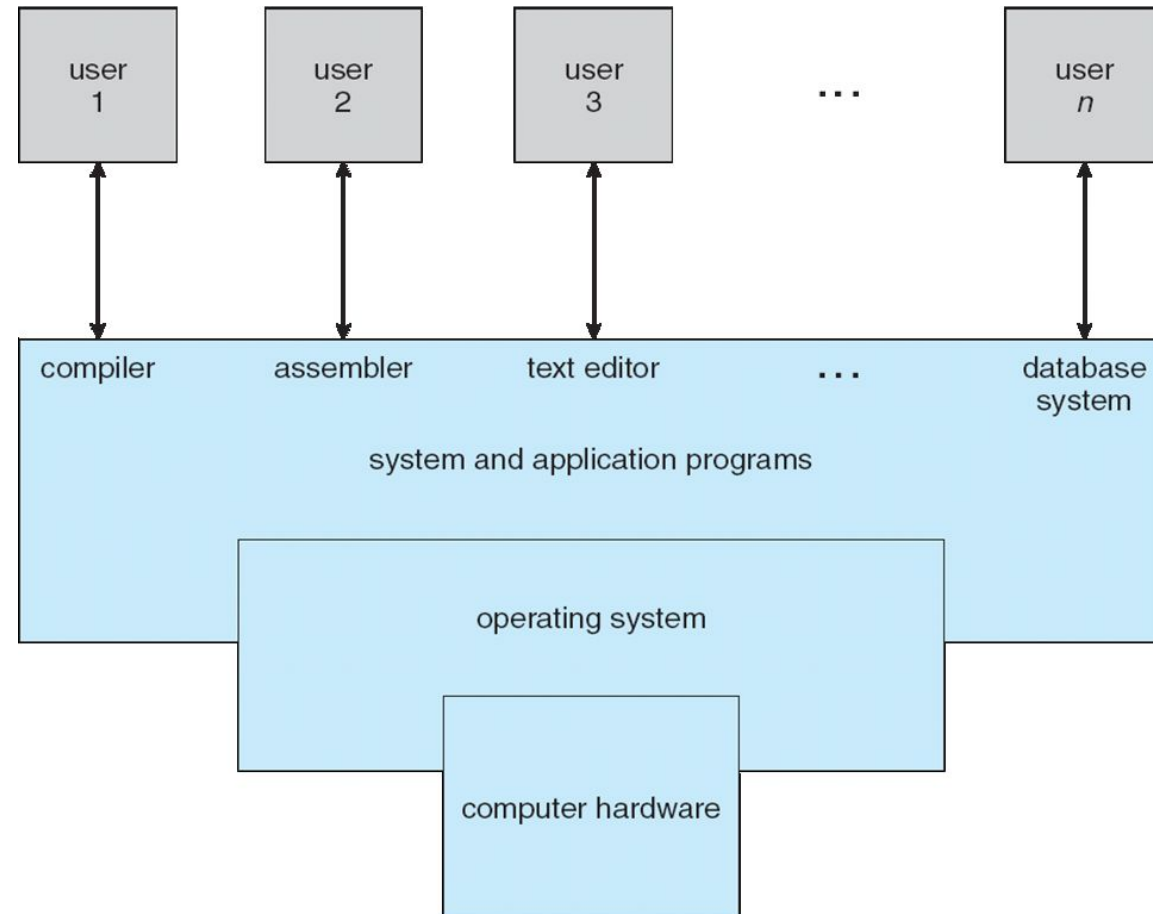 user
1
user
2
user
3
...
user
n
compiler
assembler
text editor
...
database
system
system and application programs
operating system
computer hardware